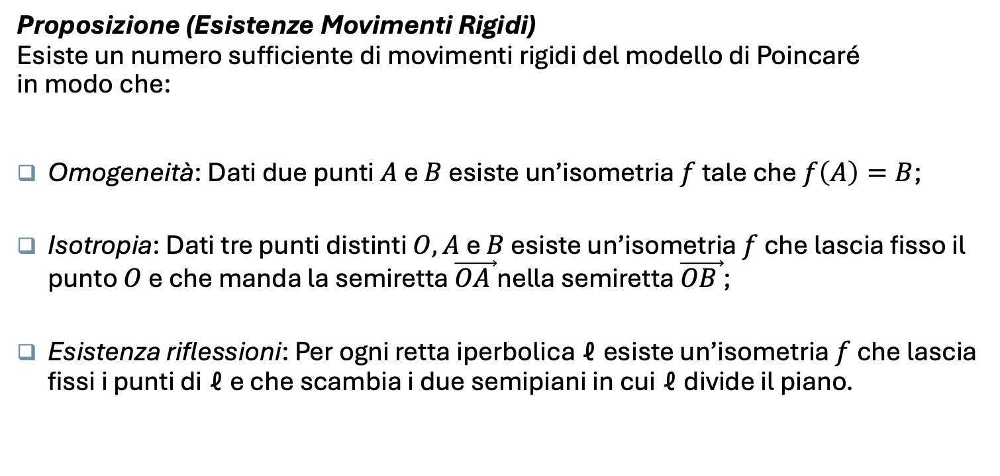 Proposizione (Esistenze Movimenti Rigidi)
Esiste un numero sufficiente di movimenti rigidi del modello di Poincaré
in modo che:
❑ Omogeneità: Dati due punti A e B esiste un’isometria f tale che f(A) = B;
❑ Isotropia: Dati tre punti distinti O, A e B esiste un’isometria f che lascia fisso il
punto O e che manda la semiretta \overrightarrow{OA} nella semiretta \overrightarrow{OB};
❑ Esistenza riflessioni: Per ogni retta iperbolica ℓ esiste un’isometria f che lascia
fissi i punti di ℓ e che scambia i due semipiani in cui ℓ divide il piano.